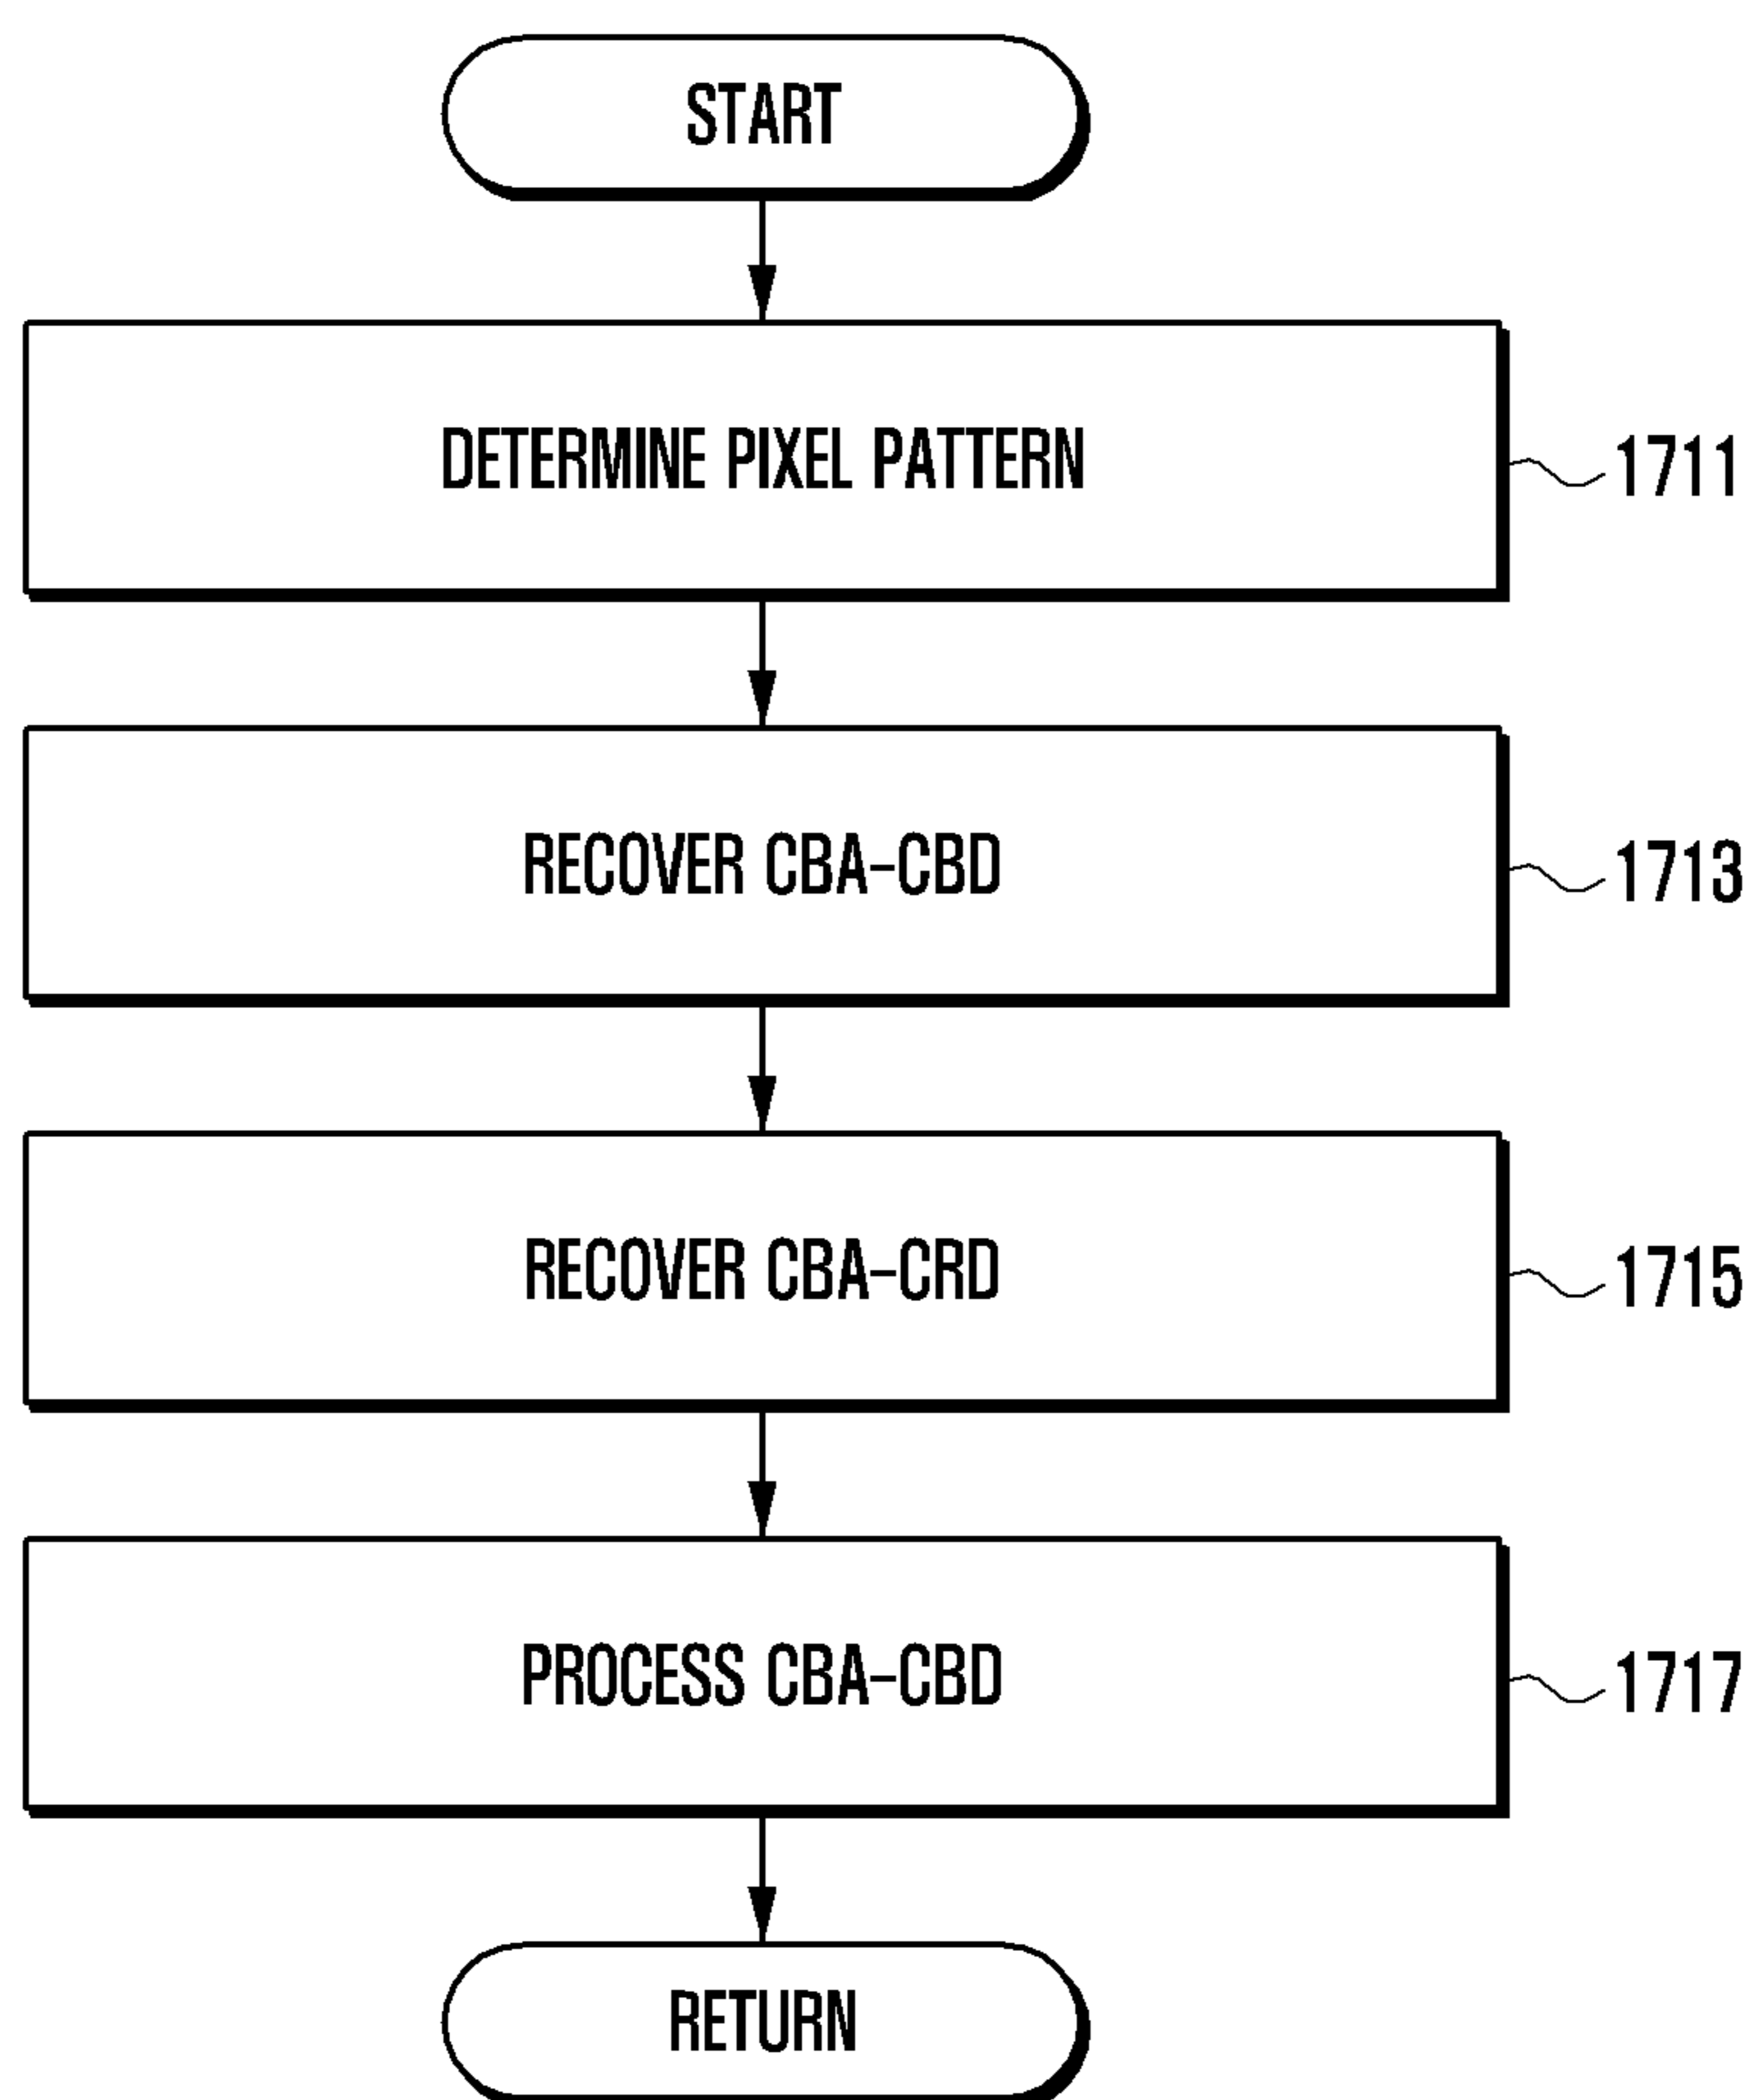 START
DETERMINE PIXEL PATTERN
1711
RECOVER CBA-CBD
1713
RECOVER CBA-CRD
1715
PROCESS CBA-CBD
1717
RETURN